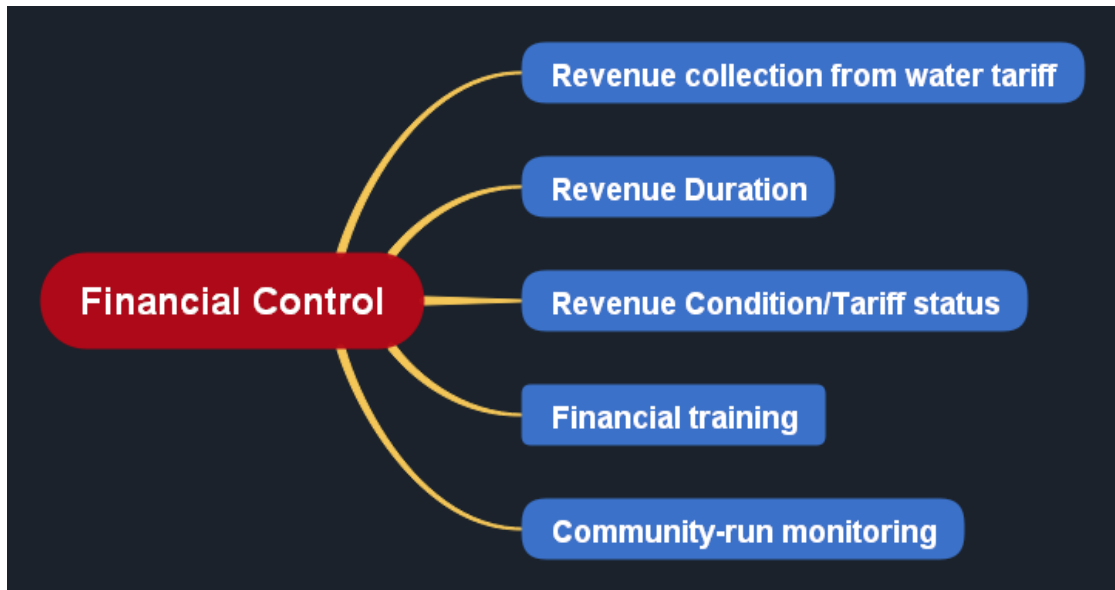 Financial Control
Revenue collection from water tariff
Revenue Duration
Revenue Condition/Tariff status
Financial training
Community-run monitoring